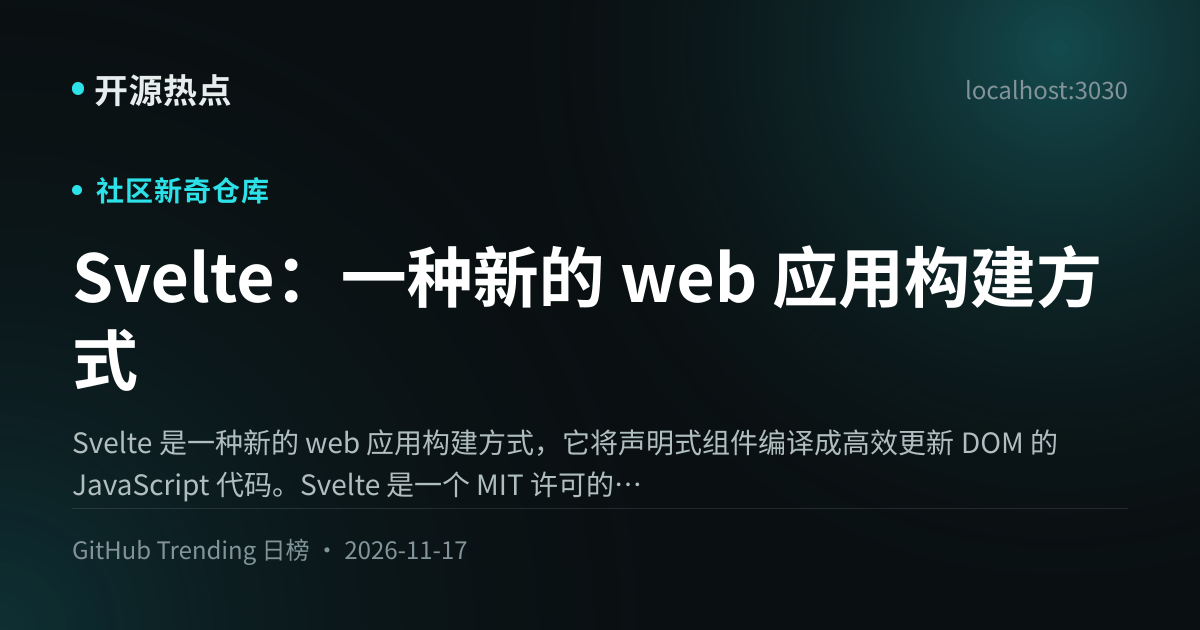 开源热点
localhost:3030
社区新奇仓库
Svelte：一种新的 web 应用构建方
式
Svelte 是一种新的 web 应用构建方式，它将声明式组件编译成高效更新 DOM 的
JavaScript 代码。Svelte 是一个 MIT 许可的…
GitHub Trending 日榜 · 2026-11-17